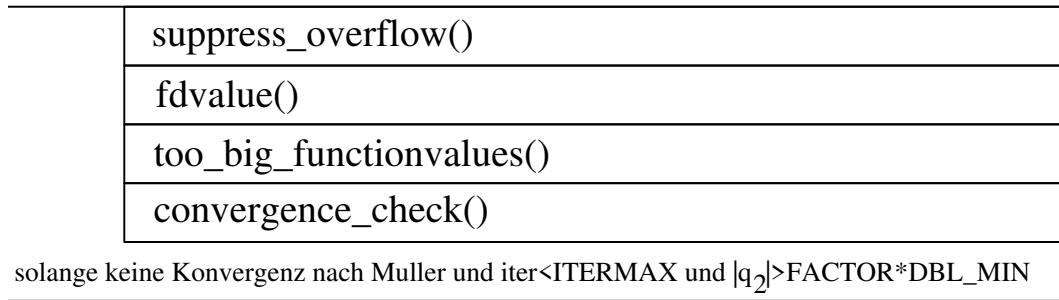 suppress_overflow()
fdvalue()
too_big_functionvalues()
convergence_check()
solange keine Konvergenz nach Muller und iter<ITERMAX und |q2|>FACTOR*DBL_MIN